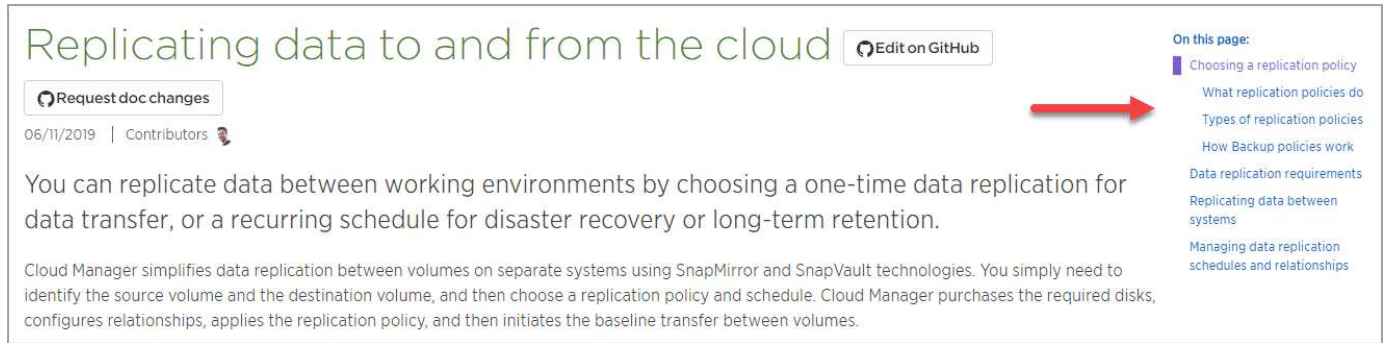 Replicating data to and from the cloud
Edit on GitHub
Request doc changes
06/11/2019 | Contributors
You can replicate data between working environments by choosing a one-time data replication for
data transfer, or a recurring schedule for disaster recovery or long-term retention.
Cloud Manager simplifies data replication between volumes on separate systems using SnapMirror and SnapVault technologies. You simply need to
identify the source volume and the destination volume, and then choose a replication policy and schedule. Cloud Manager purchases the required disks,
configures relationships, applies the replication policy, and then initiates the baseline transfer between volumes.
On this page:
Choosing a replication policy
What replication policies do
Types of replication policies
How Backup policies work
Data replication requirements
Replicating data between
systems
Managing data replication
schedules and relationships